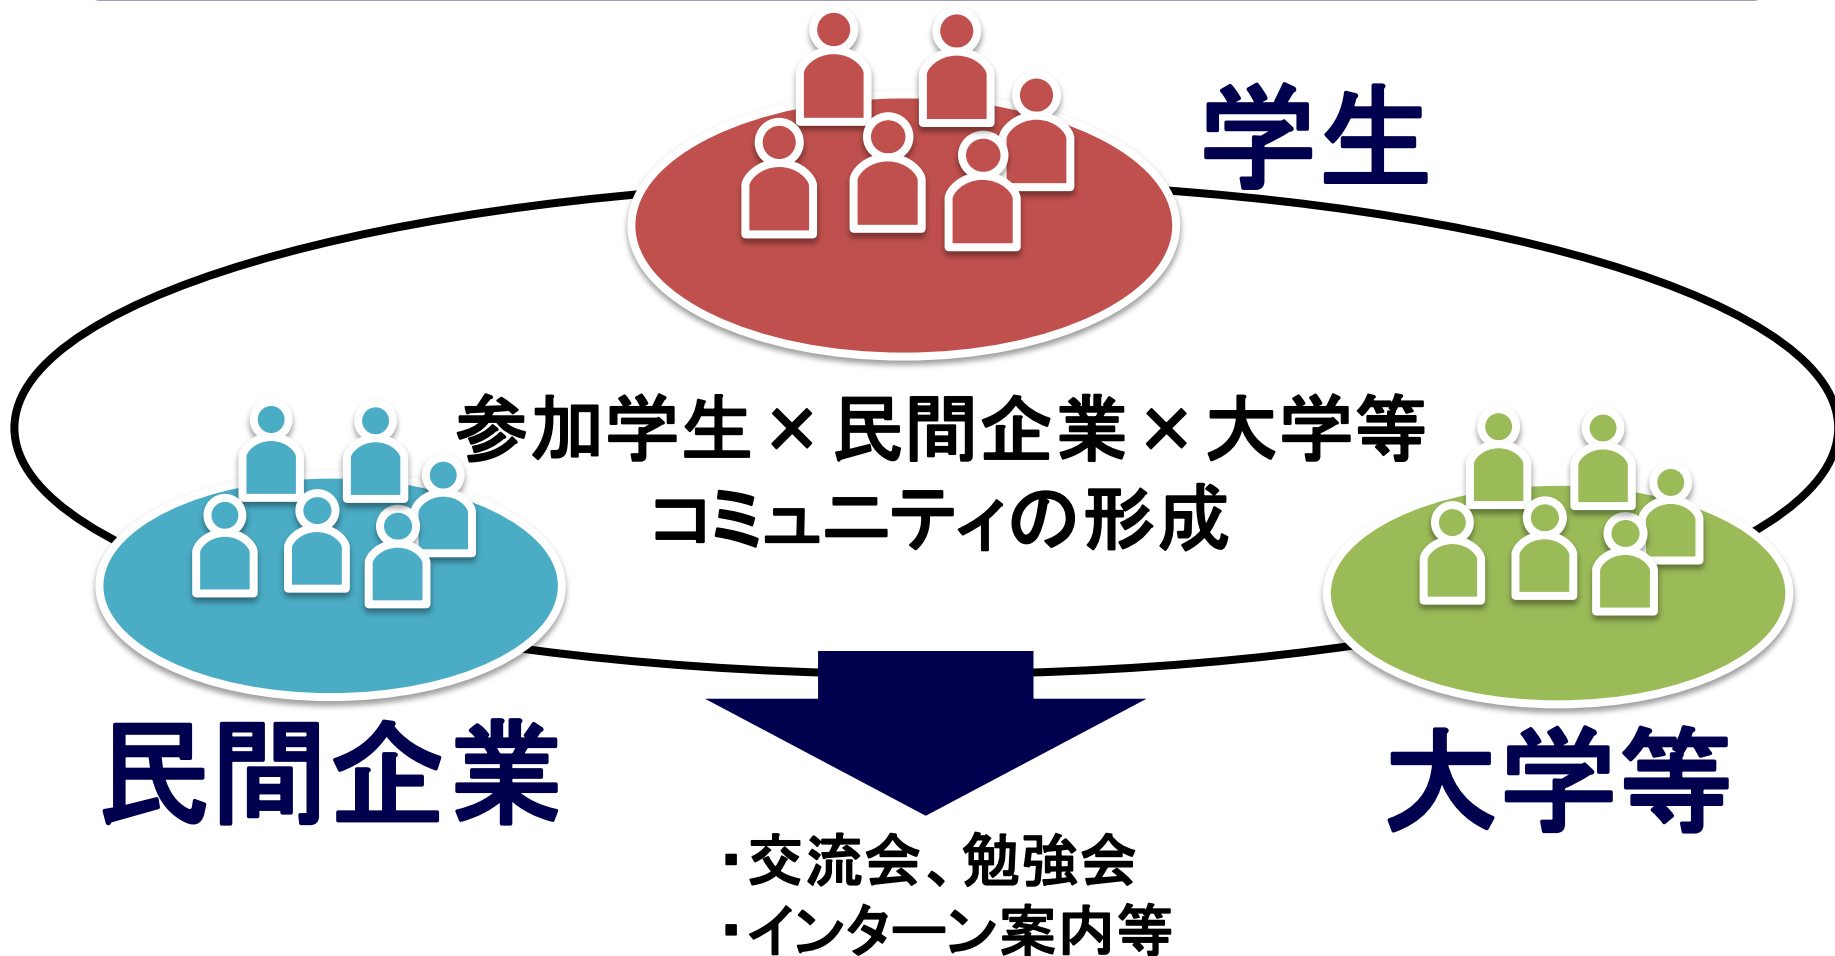 学生
参加学生×民間企業×大学等
コミュニティの形成
民間企業
大学等
・交流会、勉強会
・インターン案内等